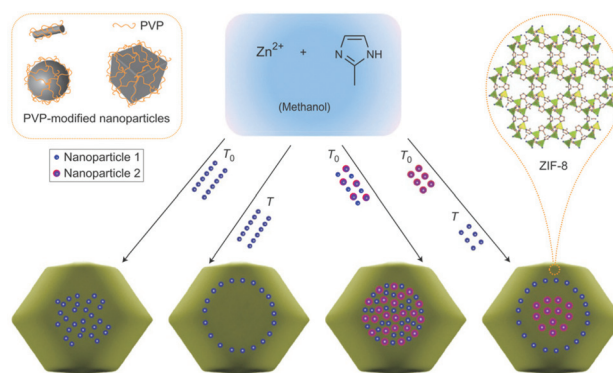 PVP
PVP-modified nanoparticles
Zn2+ + N NH
(Methanol)
Nanoparticle 1
Nanoparticle 2
T0
T
T0
T0
T
ZIF-8